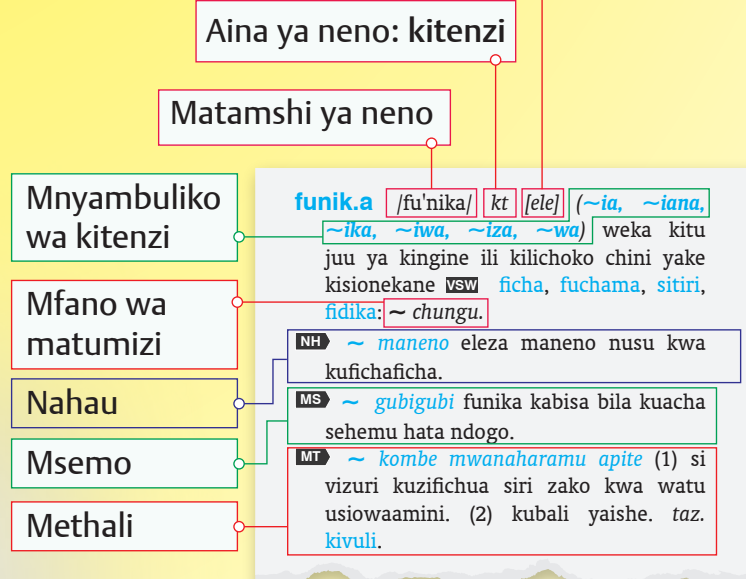 Aina ya neno: kitenzi
Matamshi ya neno
Mnyambuliko
wa kitenzi
Mfano wa
matumizi
Nahau
Msemo
Methali
funik.a /fu'nika/ kt [ele] (~ia, ~iana,
~ika, ~iwa, ~iza, ~wa) weka kitu
juu ya kingine ili kilichoko chini yake
kisionekane VSW ficha, fuchama, sitiri,
fidika: ~ chungu.
NH ~ maneno eleza maneno nusu kwa
kufichaficha.
MS ~ gubigubi funika kabisa bila kuacha
sehemu hata ndogo.
MT ~ kombe mwanaharamu apite (1) si
vizuri kuzifichua siri zako kwa watu
usiowaamini. (2) kubali yaishe. taz.
kivuli.